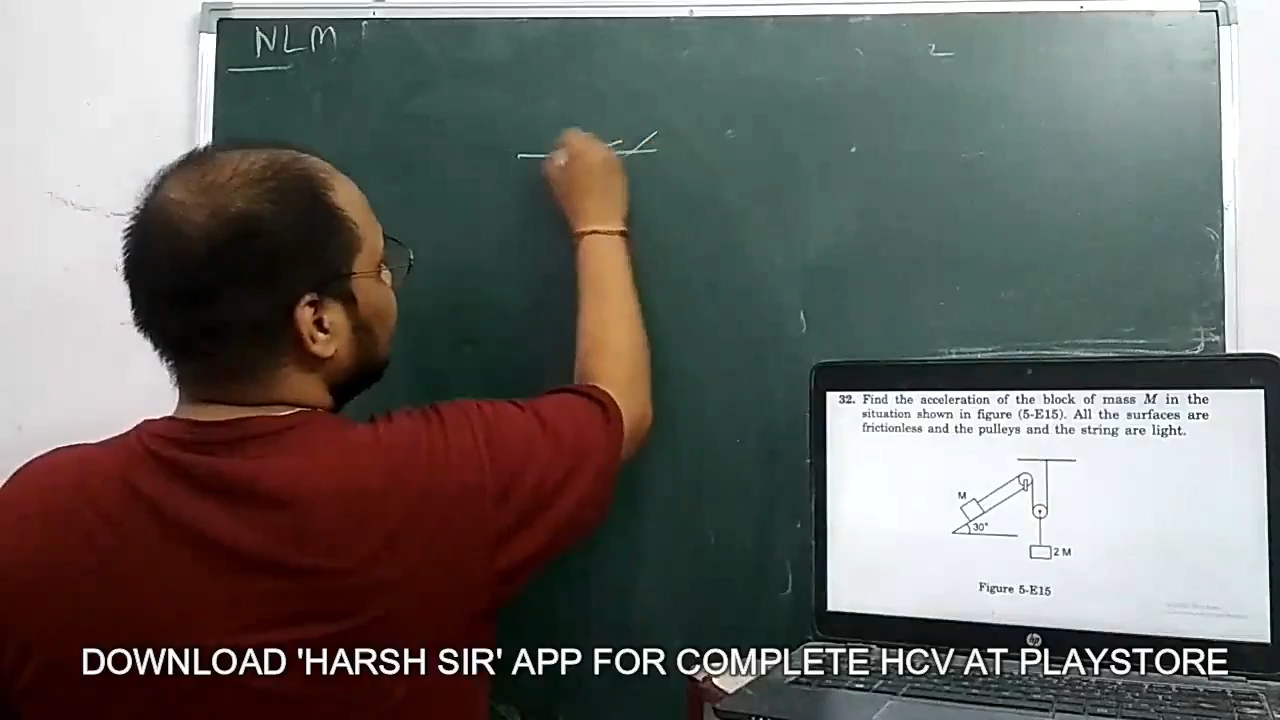 NLM
32. Find the acceleration of the block of mass M in the
situation shown in figure (5-E15). All the surfaces are
frictionless and the pulleys and the string are light.
M
30°
2 M
Figure 5-E15
hp
DOWNLOAD 'HARSH SIR' APP FOR COMPLETE HCV AT PLAYSTORE